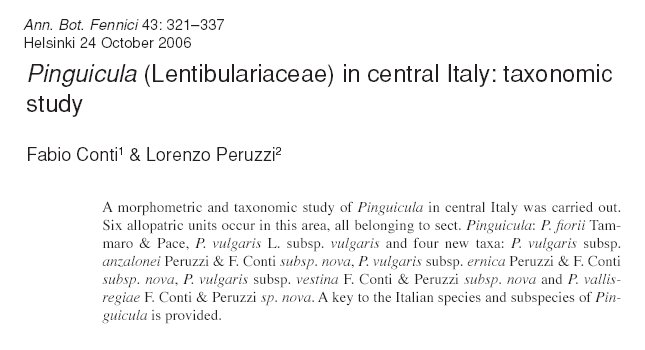 Ann. Bot. Fennici 43: 321–337
Helsinki 24 October 2006
Pinguicula (Lentibulariaceae) in central Italy: taxonomic
study
Fabio Conti¹ & Lorenzo Peruzzi²
A morphometric and taxonomic study of Pinguicula in central Italy was carried out.
Six allopatric units occur in this area, all belonging to sect. Pinguicula: P. fiorii Tam-
maro & Pace, P. vulgaris L. subsp. vulgaris and four new taxa: P. vulgaris subsp.
anzalonei Peruzzi & F. Conti subsp. nova, P. vulgaris subsp. ernica Peruzzi & F. Conti
subsp. nova, P. vulgaris subsp. vestina F. Conti & Peruzzi subsp. nova and P. vallis-
regiae F. Conti & Peruzzi sp. nova. A key to the Italian species and subspecies of Pin-
guicula is provided.